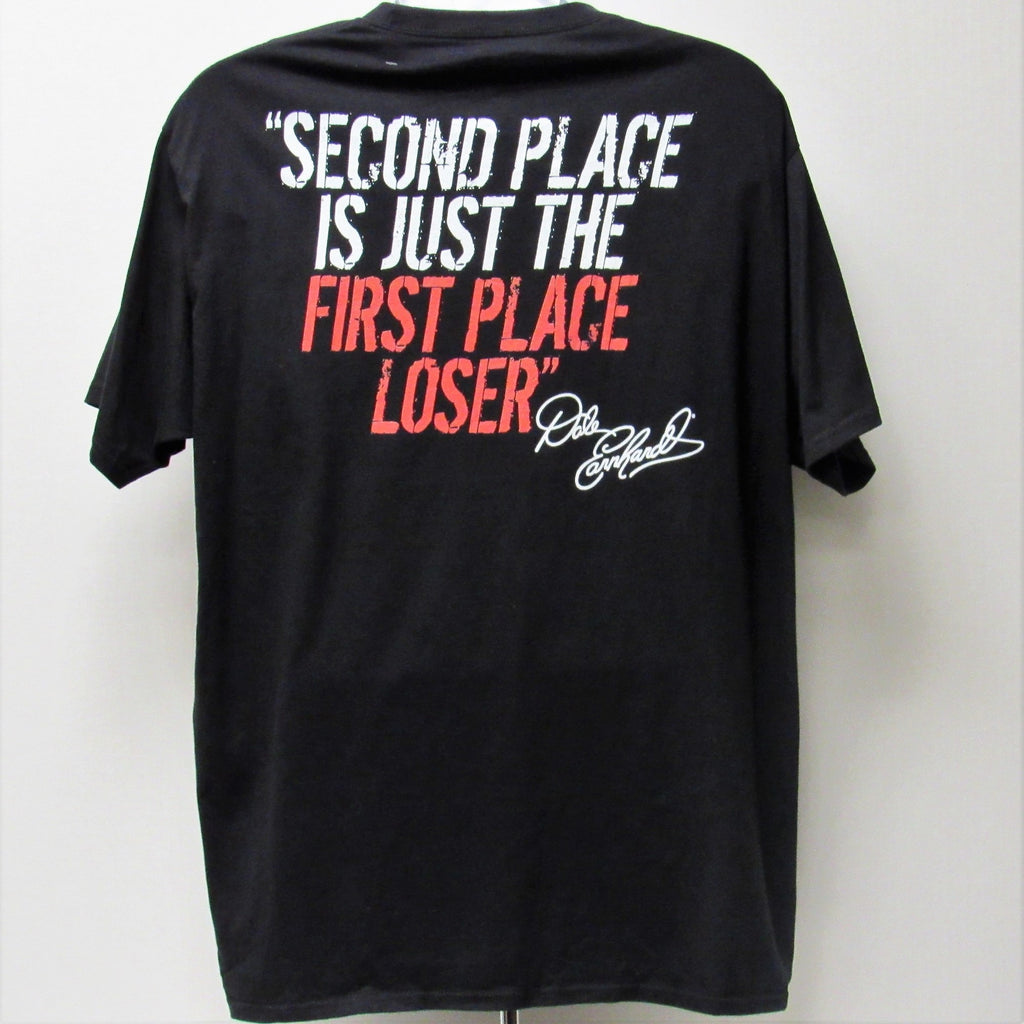 “SECOND PLACE
IS JUST THE
FIRST PLACE
LOSER”
Dale
Earnhardt